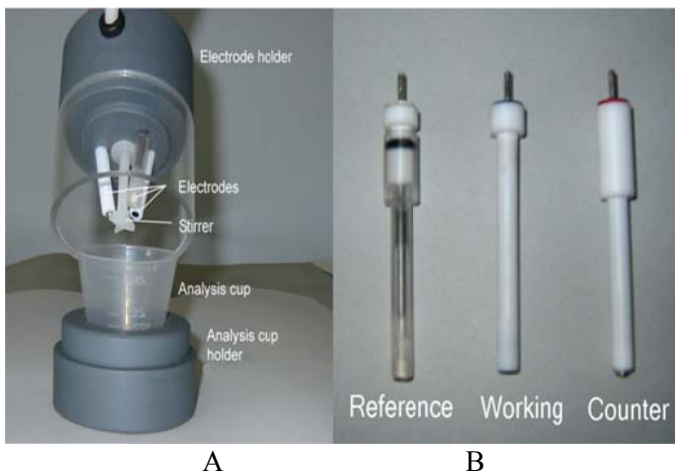 Electrode holder
Electrodes
Stirrer
Analysis cup
Analysis cup
holder
Reference Working Counter
A B